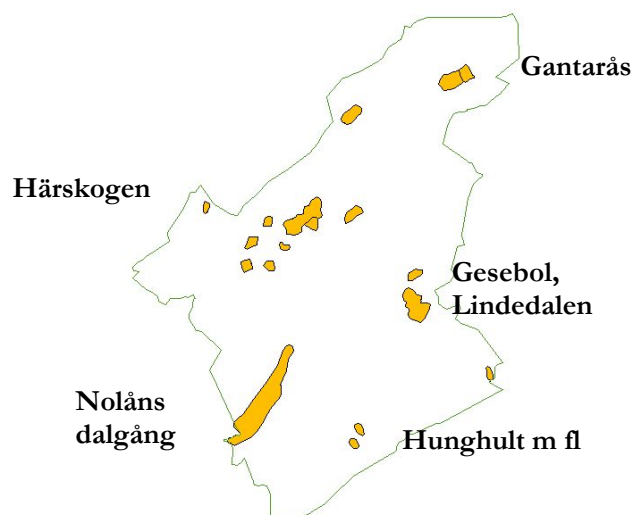 Gantarås
Härskogen
Gesebol,
Lindedalen
Nolåns
dalgång
Hunghult m fl